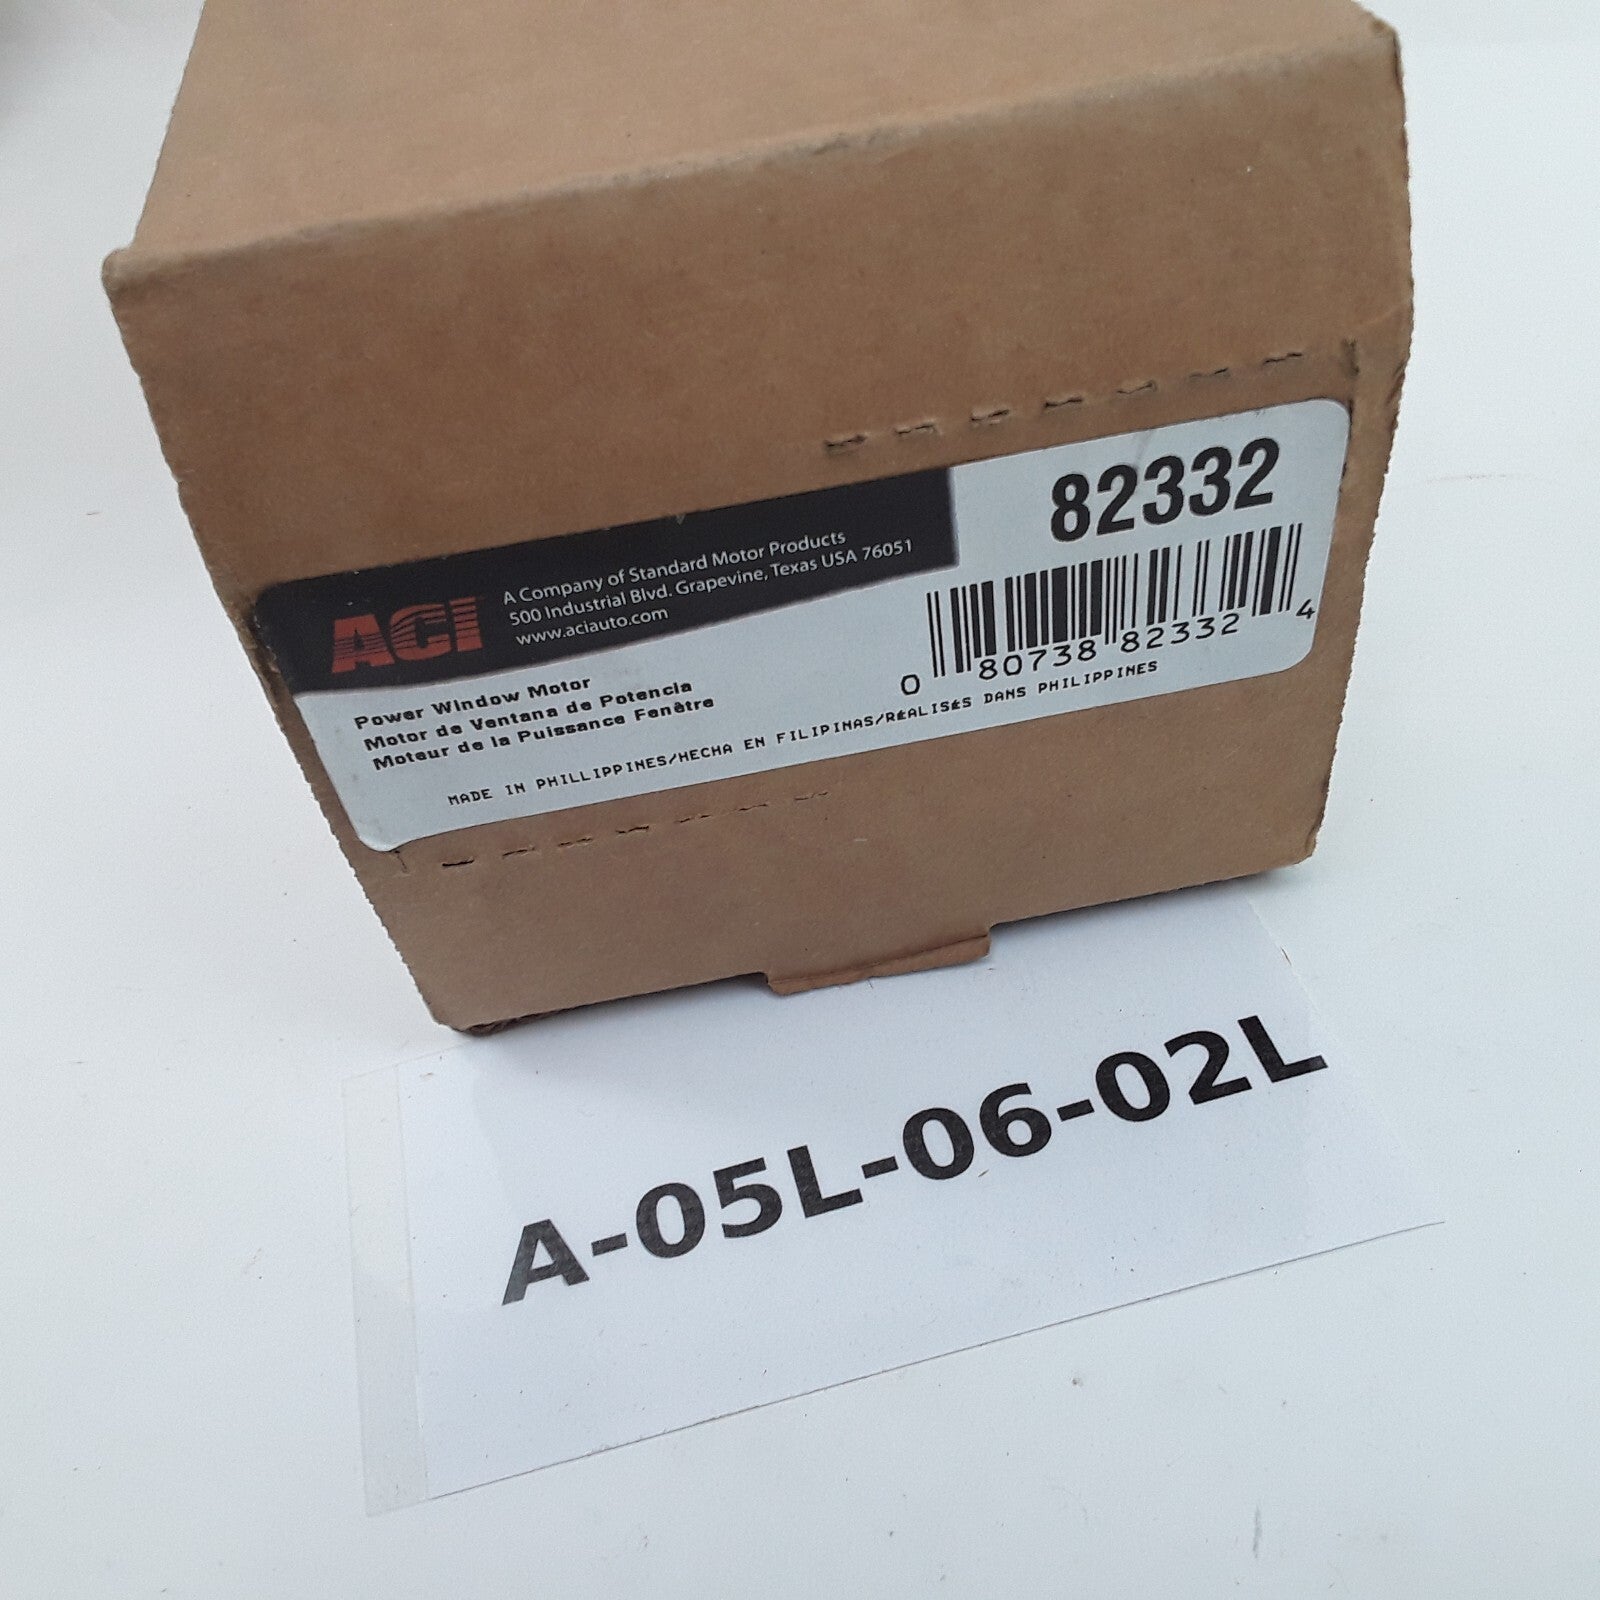 82332
ACI
A Company of Standard Motor Products
500 Industrial Blvd. Grapevine, Texas USA 76051
www.aciauto.com
0 80738 82332 4
Power Window Motor
Motor de Ventana de Potencia
Moteur de la Puissance Fenêtre
MADE IN PHILLIPPINES/HECHA EN FILIPINAS/RÉALISÉS DANS PHILIPPINES
A-05L-06-02L